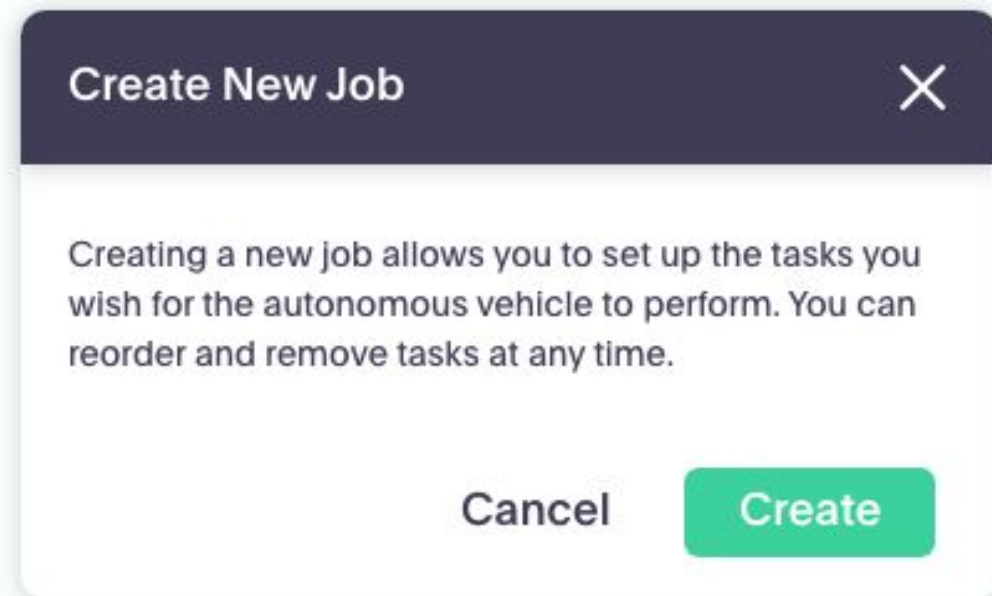 Create New Job
Creating a new job allows you to set up the tasks you
wish for the autonomous vehicle to perform. You can
reorder and remove tasks at any time.
Cancel
Create